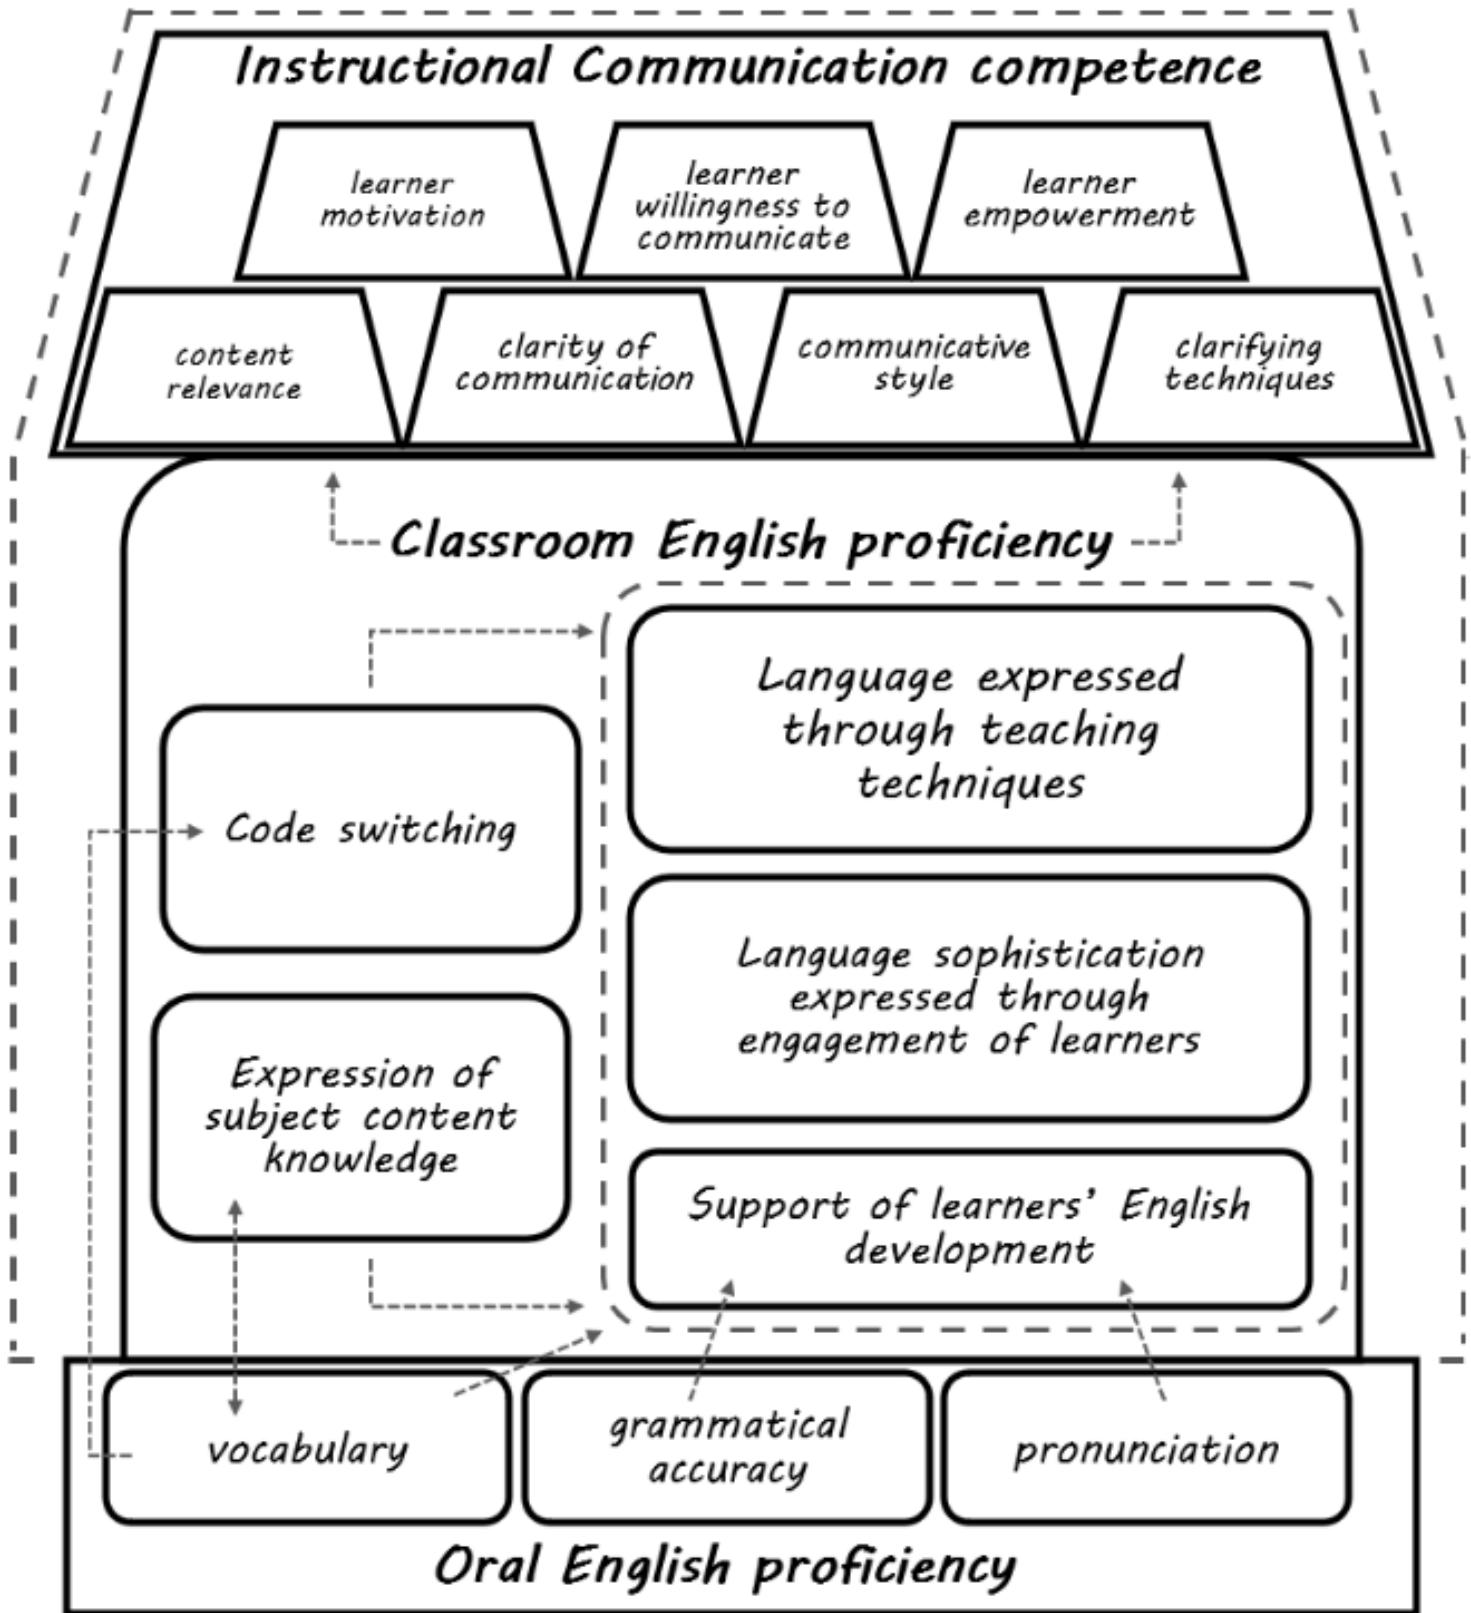 Instructional Communication competence
learner
motivation
learner
willingness to
communicate
learner
empowerment
content
relevance
clarity of
communication
communicative
style
clarifying
techniques
Classroom English proficiency
Language expressed
through teaching
techniques
Code switching
Language sophistication
expressed through
engagement of learners
Expression of
subject content
knowledge
Support of learners' English
development
vocabulary
grammatical
accuracy
pronunciation
Oral English proficiency